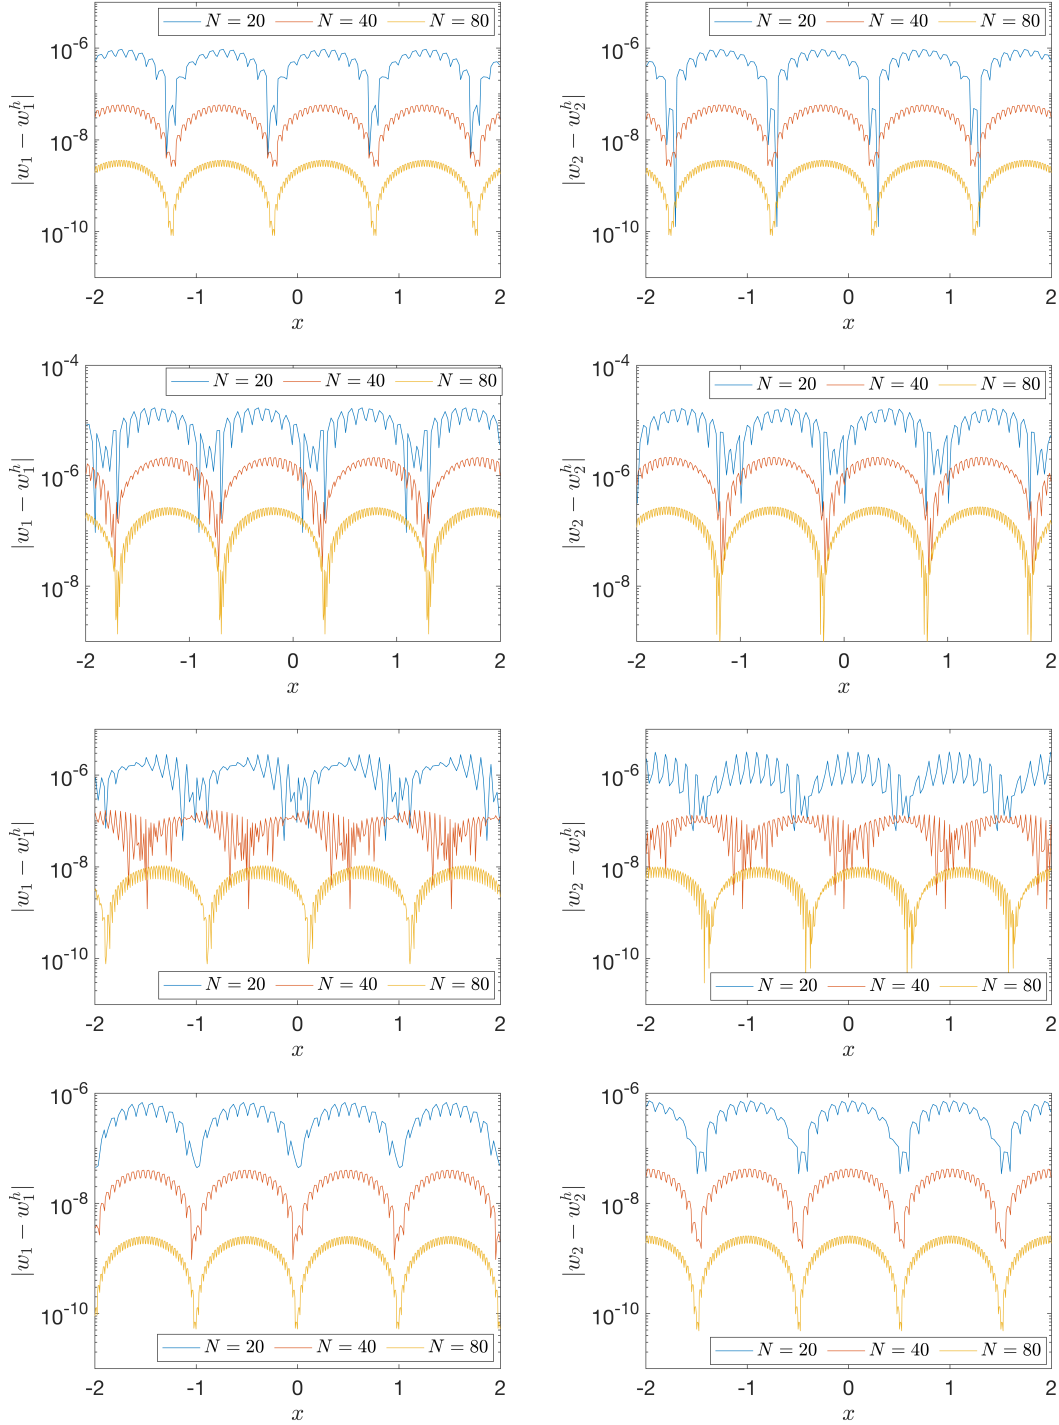 N = 20 N = 40 N = 80
10^{-6}
10^{-8}
10^{-10}
|w_1 − w_1^h|
-2 -1 0 1 2
x
N = 20 N = 40 N = 80
10^{-6}
10^{-8}
10^{-10}
|w_2 − w_2^h|
-2 -1 0 1 2
x
10^{-4}
N = 20 N = 40 N = 80
10^{-6}
10^{-8}
|w_1 − w_1^h|
-2 -1 0 1 2
x
10^{-4}
N = 20 N = 40 N = 80
10^{-6}
10^{-8}
|w_2 − w_2^h|
-2 -1 0 1 2
x
10^{-6}
10^{-8}
10^{-10}
|w_1 − w_1^h|
N = 20 N = 40 N = 80
-2 -1 0 1 2
x
10^{-6}
10^{-8}
10^{-10}
|w_2 − w_2^h|
N = 20 N = 40 N = 80
-2 -1 0 1 2
x
10^{-6}
10^{-8}
10^{-10}
|w_1 − w_1^h|
N = 20 N = 40 N = 80
-2 -1 0 1 2
x
10^{-6}
10^{-8}
10^{-10}
|w_2 − w_2^h|
N = 20 N = 40 N = 80
-2 -1 0 1 2
x